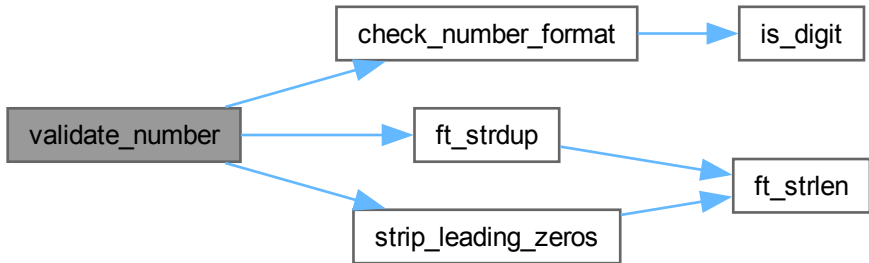 check_number_format
is_digit
validate_number
ft_strdup
ft_strlen
strip_leading_zeros